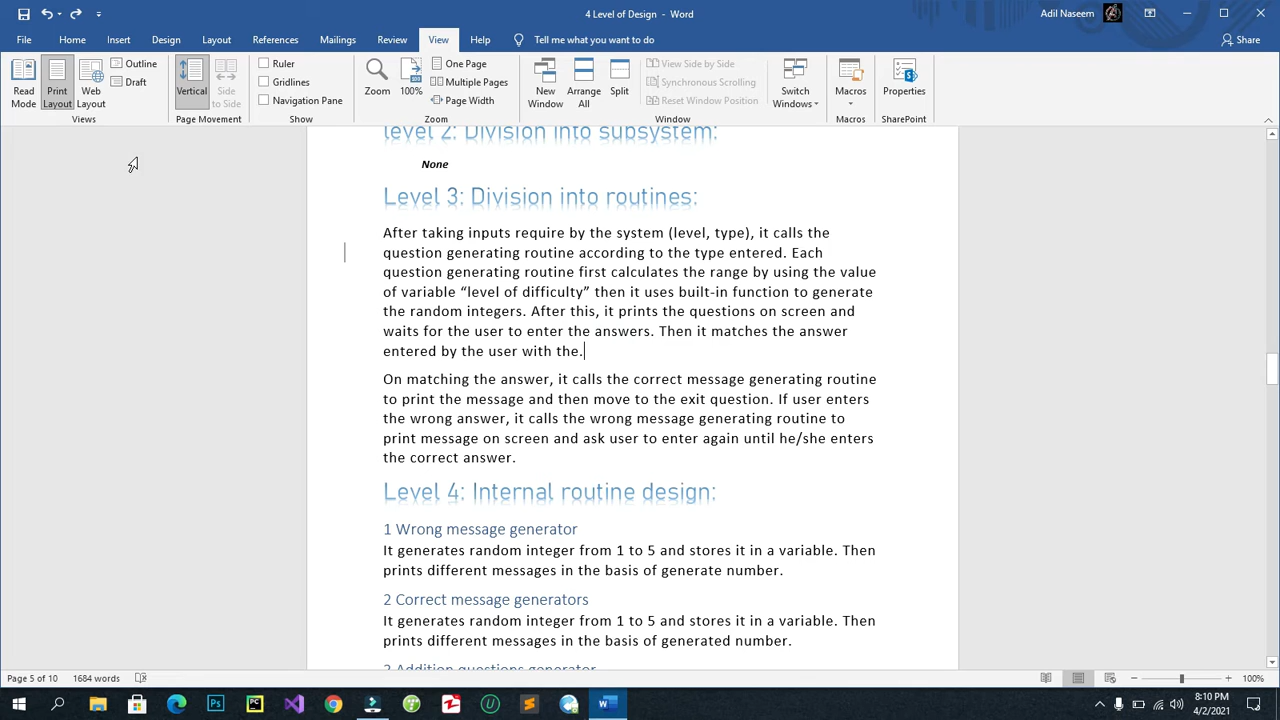 4 Level of Design - Word
Adil Naseem
File Home Insert Design Layout References Mailings Review View Help Tell me what you want to do Share
Read Mode
Print Layout
Web Layout
Outline
Draft
Views
Vertical
Side to Side
Page Movement
Ruler
Gridlines
Navigation Pane
Show
Zoom
100%
One Page
Multiple Pages
Page Width
Zoom
New Window
Arrange All
Split
View Side by Side
Synchronous Scrolling
Reset Window Position
Switch Windows
Window
Macros
Macros
Properties
SharePoint
level 2: Division into subsystem:
None
Level 3: Division into routines:
After taking inputs require by the system (level, type), it calls the
question generating routine according to the type entered. Each
question generating routine first calculates the range by using the value
of variable “level of difficulty” then it uses built-in function to generate
the random integers. After this, it prints the questions on screen and
waits for the user to enter the answers. Then it matches the answer
entered by the user with the.
On matching the answer, it calls the correct message generating routine
to print the message and then move to the exit question. If user enters
the wrong answer, it calls the wrong message generating routine to
print message on screen and ask user to enter again until he/she enters
the correct answer.
Level 4: Internal routine design:
1 Wrong message generator
It generates random integer from 1 to 5 and stores it in a variable. Then
prints different messages in the basis of generate number.
2 Correct message generators
It generates random integer from 1 to 5 and stores it in a variable. Then
prints different messages in the basis of generated number.
3 Addition questions generator
Page 5 of 10 1684 words 100%
8:10 PM
4/2/2021